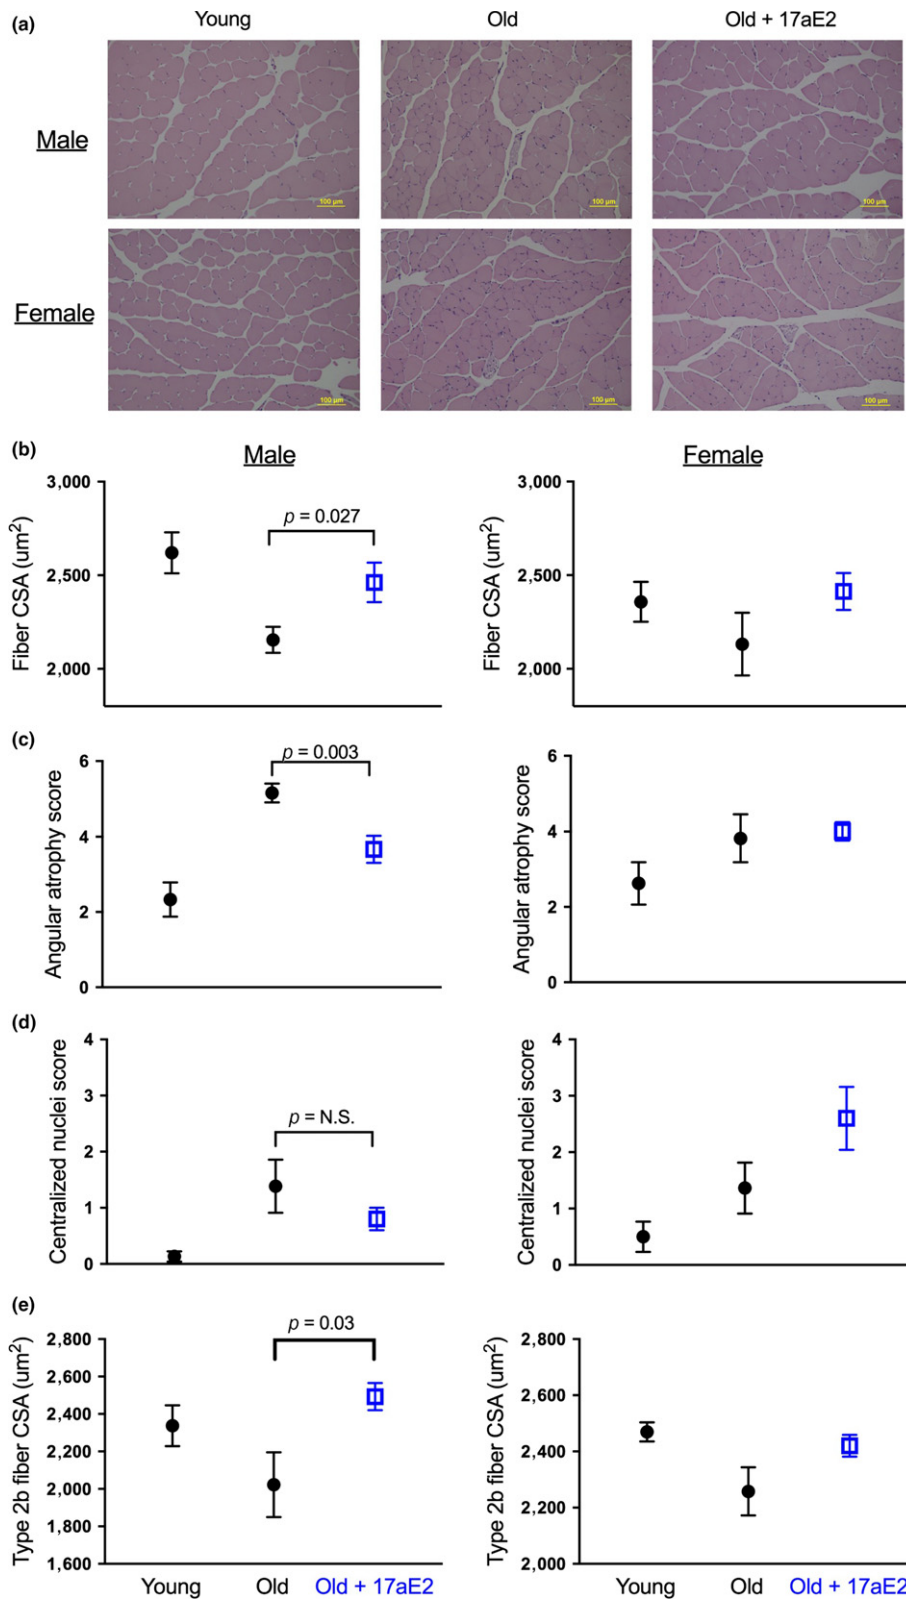 (a)
Young
Old
Old + 17aE2
Male
100 µm
100 µm
100 µm
Female
100 µm
100 µm
100 µm
(b)
Male
Female
Fiber CSA (um²)
3,000
2,500
2,000
p = 0.027
Fiber CSA (um²)
3,000
2,500
2,000
(c)
Angular atrophy score
6
4
2
0
p = 0.003
Angular atrophy score
6
4
2
0
(d)
Centralized nuclei score
4
3
2
1
0
p = N.S.
Centralized nuclei score
4
3
2
1
0
(e)
Type 2b fiber CSA (um²)
2,800
2,600
2,400
2,200
2,000
1,800
1,600
p = 0.03
Young
Old
Old + 17aE2
Type 2b fiber CSA (um²)
2,800
2,600
2,400
2,200
2,000
Young
Old
Old + 17aE2